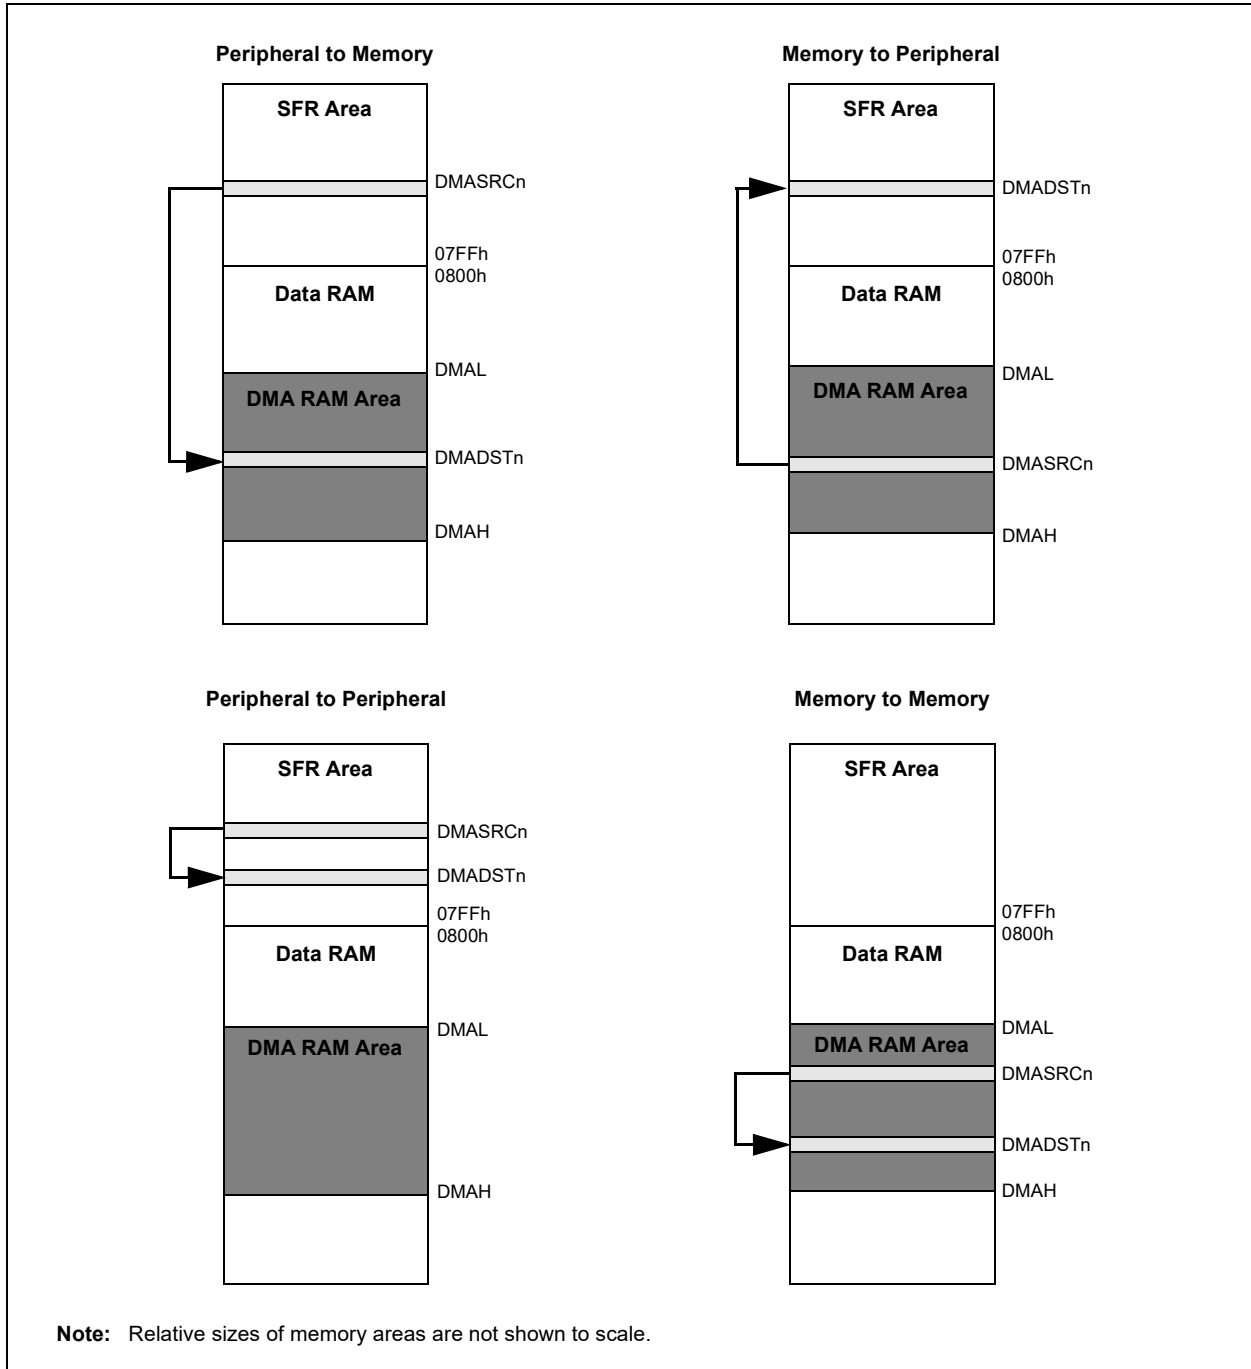 Peripheral to Memory
SFR Area
DMASRCn
07FFh
0800h
Data RAM
DMAL
DMA RAM Area
DMADSTn
DMAH
Memory to Peripheral
SFR Area
DMADSTn
07FFh
0800h
Data RAM
DMAL
DMA RAM Area
DMASRCn
DMAH
Peripheral to Peripheral
SFR Area
DMASRCn
DMADSTn
07FFh
0800h
Data RAM
DMAL
DMA RAM Area
DMAH
Memory to Memory
SFR Area
07FFh
0800h
Data RAM
DMAL
DMA RAM Area
DMASRCn
DMADSTn
DMAH
Note: Relative sizes of memory areas are not shown to scale.